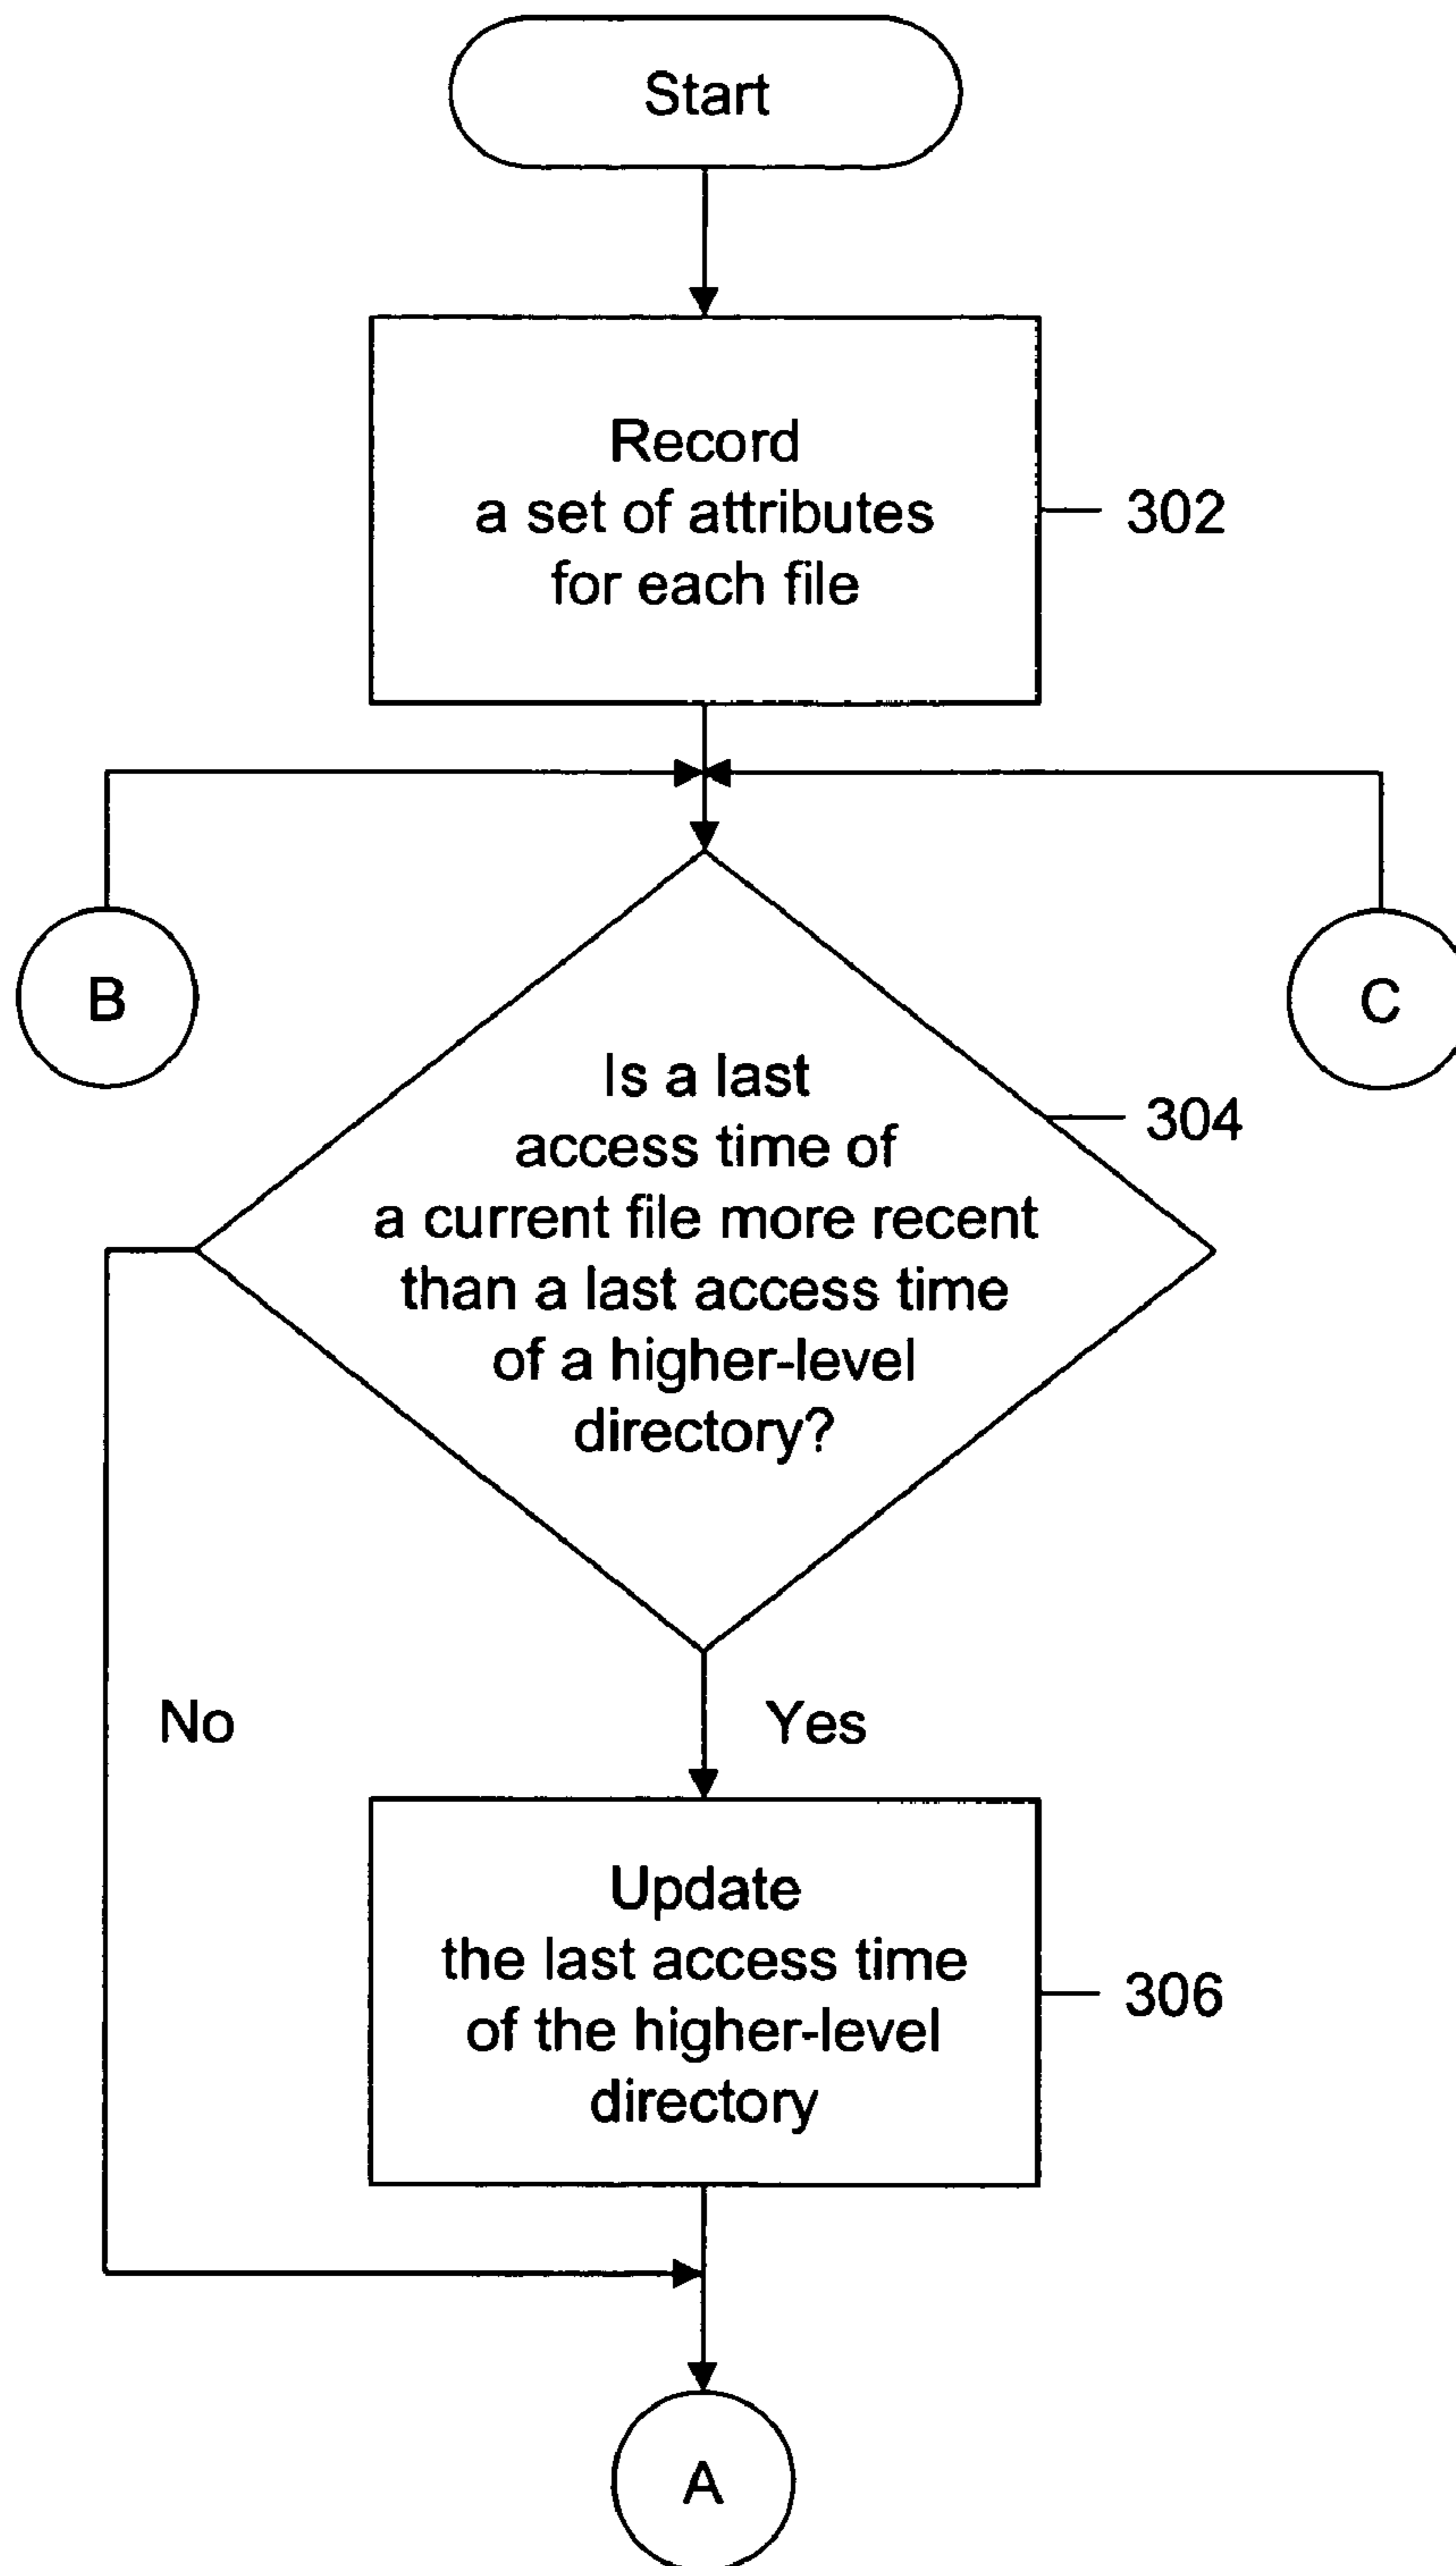 Start
Record
a set of attributes
for each file
302
B
C
Is a last
access time of
a current file more recent
than a last access time
of a higher-level
directory?
304
No
Yes
Update
the last access time
of the higher-level
directory
306
A